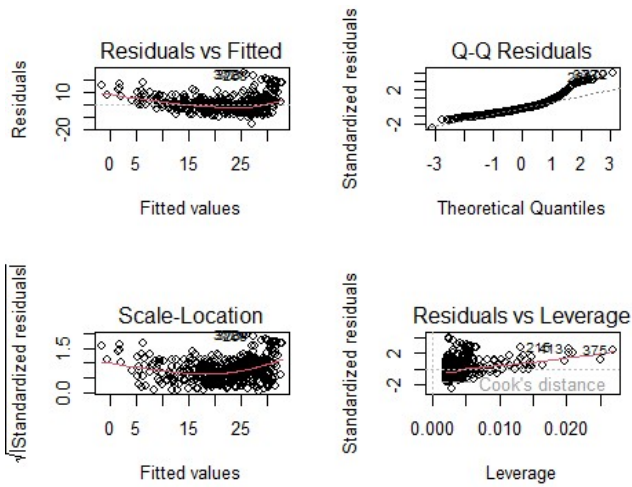 Residuals vs Fitted
Residuals
10
-20
0 5 15 25
Fitted values
Q-Q Residuals
Standardized residuals
2
-2
-3 -1 0 1 2 3
Theoretical Quantiles
Scale-Location
√|Standardized residuals|
1.5
0.0
0 5 15 25
Fitted values
Residuals vs Leverage
Standardized residuals
2
-2
375
Cook's distance
0.000 0.010 0.020
Leverage